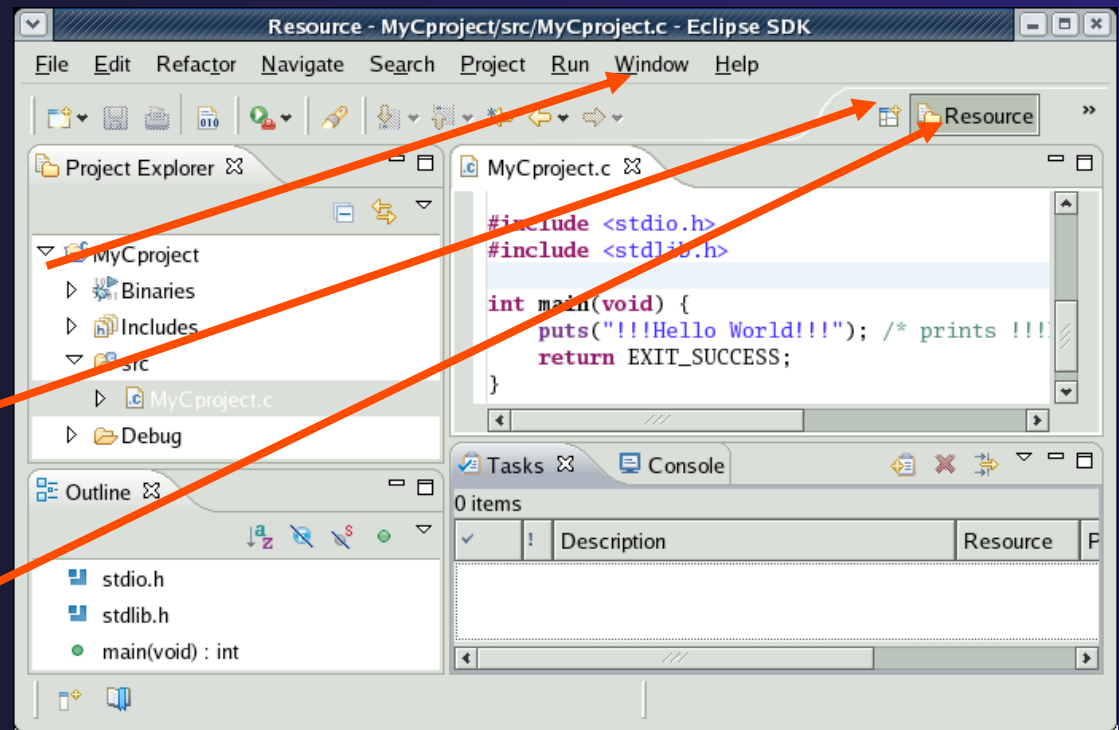 Resource - MyCproject/src/MyCproject.c - Eclipse SDK
File Edit Refactor Navigate Search Project Run Window Help
010
Resource »
Project Explorer
MyCproject
Binaries
Includes
src
MyCproject.c
Debug
MyCproject.c
#include <stdio.h>
#include <stdlib.h>
int main(void) {
puts("!!!Hello World!!!"); /* prints !!!
return EXIT_SUCCESS;
}
Outline
stdio.h
stdlib.h
main(void) : int
Tasks Console
0 items
! Description Resource P